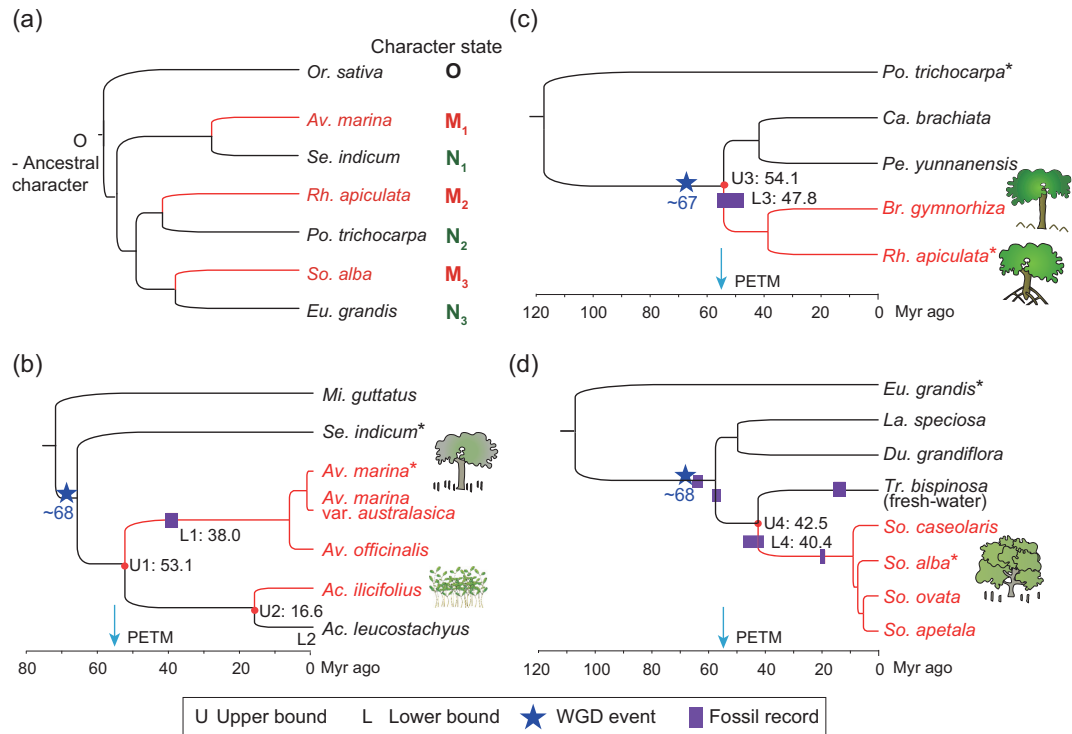 (a)
Character state
Or. sativa O
Av. marina M1
O
- Ancestral
character
Se. indicum N1
Rh. apiculata M2
Po. trichocarpa N2
So. alba M3
Eu. grandis N3
(b)
Mi. guttatus
Se. indicum*
~68
Av. marina*
Av. marina
var. australasica
L1: 38.0
Av. officinalis
U1: 53.1
Ac. ilicifolius
U2: 16.6
Ac. leucostachyus
L2
PETM
80 60 40 20 0 Myr ago
(c)
Po. trichocarpa*
Ca. brachiata
Pe. yunnanensis
U3: 54.1
~67
L3: 47.8
Br. gymnorhiza
Rh. apiculata*
PETM
120 100 80 60 40 20 0 Myr ago
(d)
Eu. grandis*
La. speciosa
Du. grandiflora
~68
Tr. bispinosa
(fresh-water)
U4: 42.5
L4: 40.4
So. caseolaris
So. alba*
So. ovata
So. apetala
PETM
120 100 80 60 40 20 0 Myr ago
U Upper bound L Lower bound WGD event Fossil record